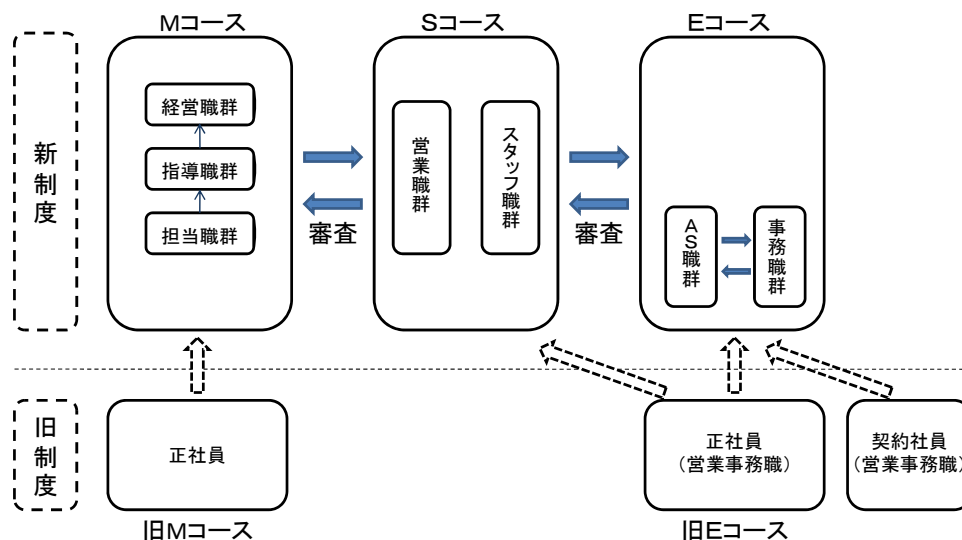 Mコース
Sコース
Eコース
新制度
経営職群
指導職群
担当職群
審査
営業職群
スタッフ職群
審査
AS職群
事務職群
旧制度
正社員
正社員
(営業事務職)
契約社員
(営業事務職)
旧Mコース
旧Eコース